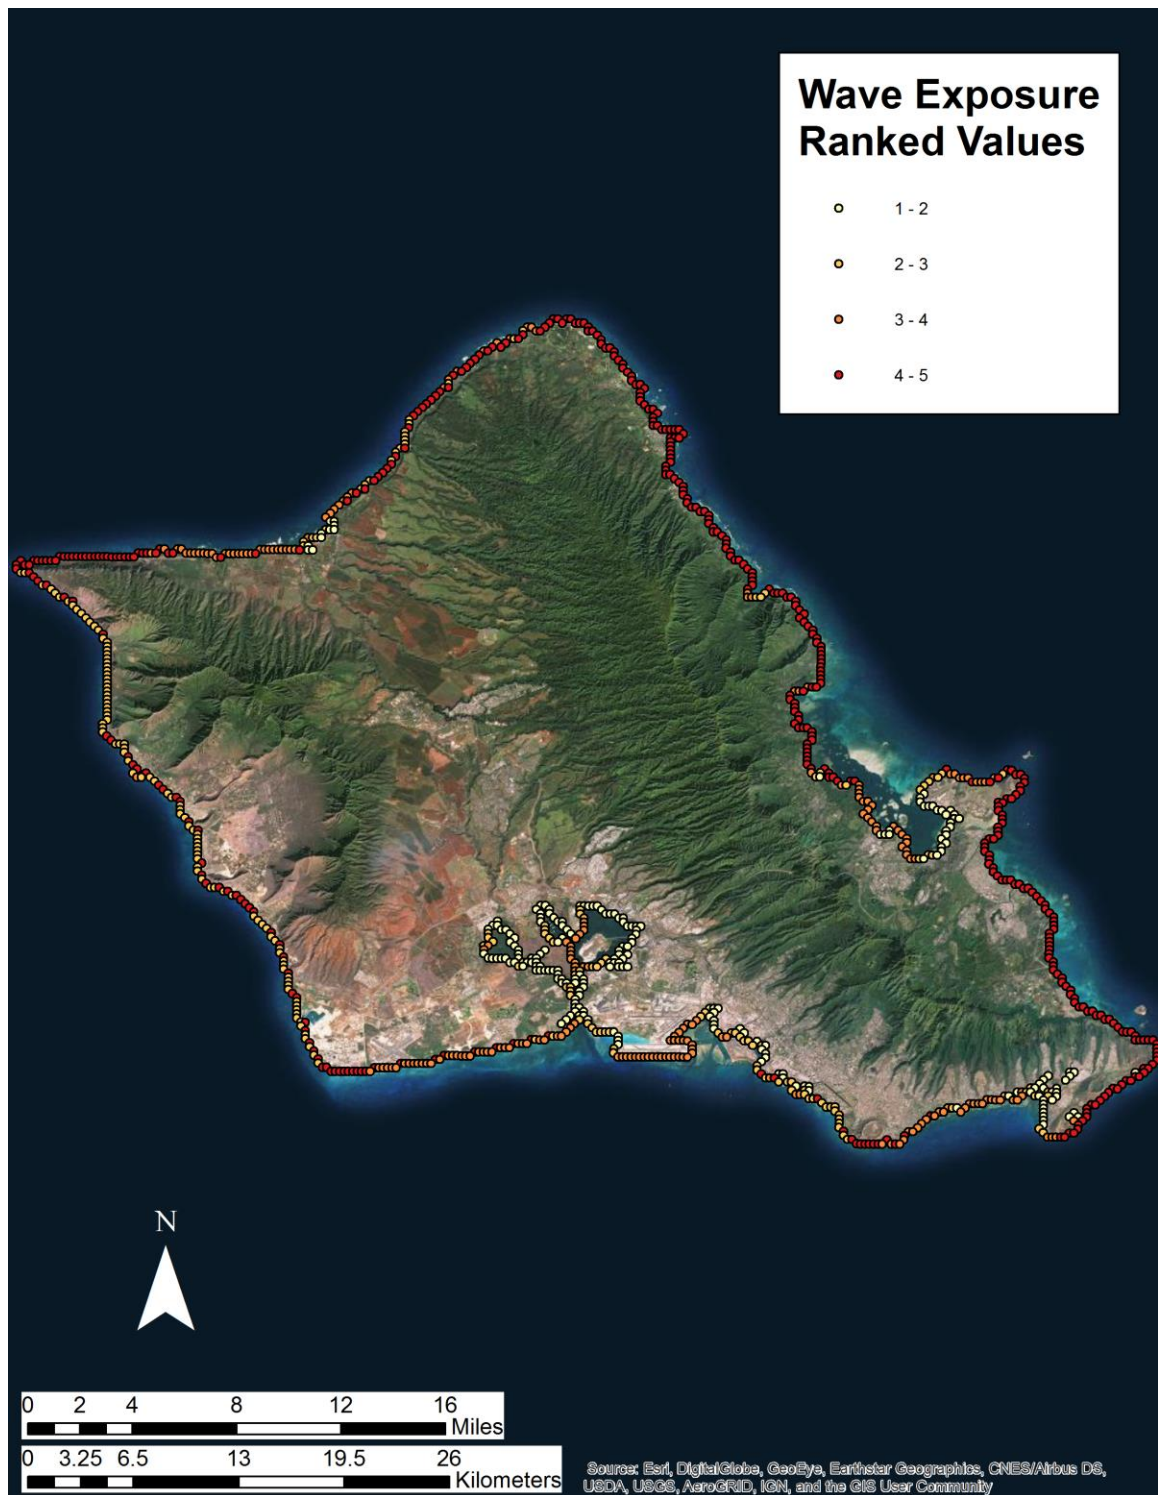 Wave Exposure
Ranked Values
1 - 2
2 - 3
3 - 4
4 - 5
N
0 2 4 8 12 16
Miles
0 3.25 6.5 13 19.5 26
Kilometers
Source: Esri, DigitalGlobe, GeoEye, Earthstar Geographics, CNES/Airbus DS,
USDA, USGS, AeroGRID, IGN, and the GIS User Community